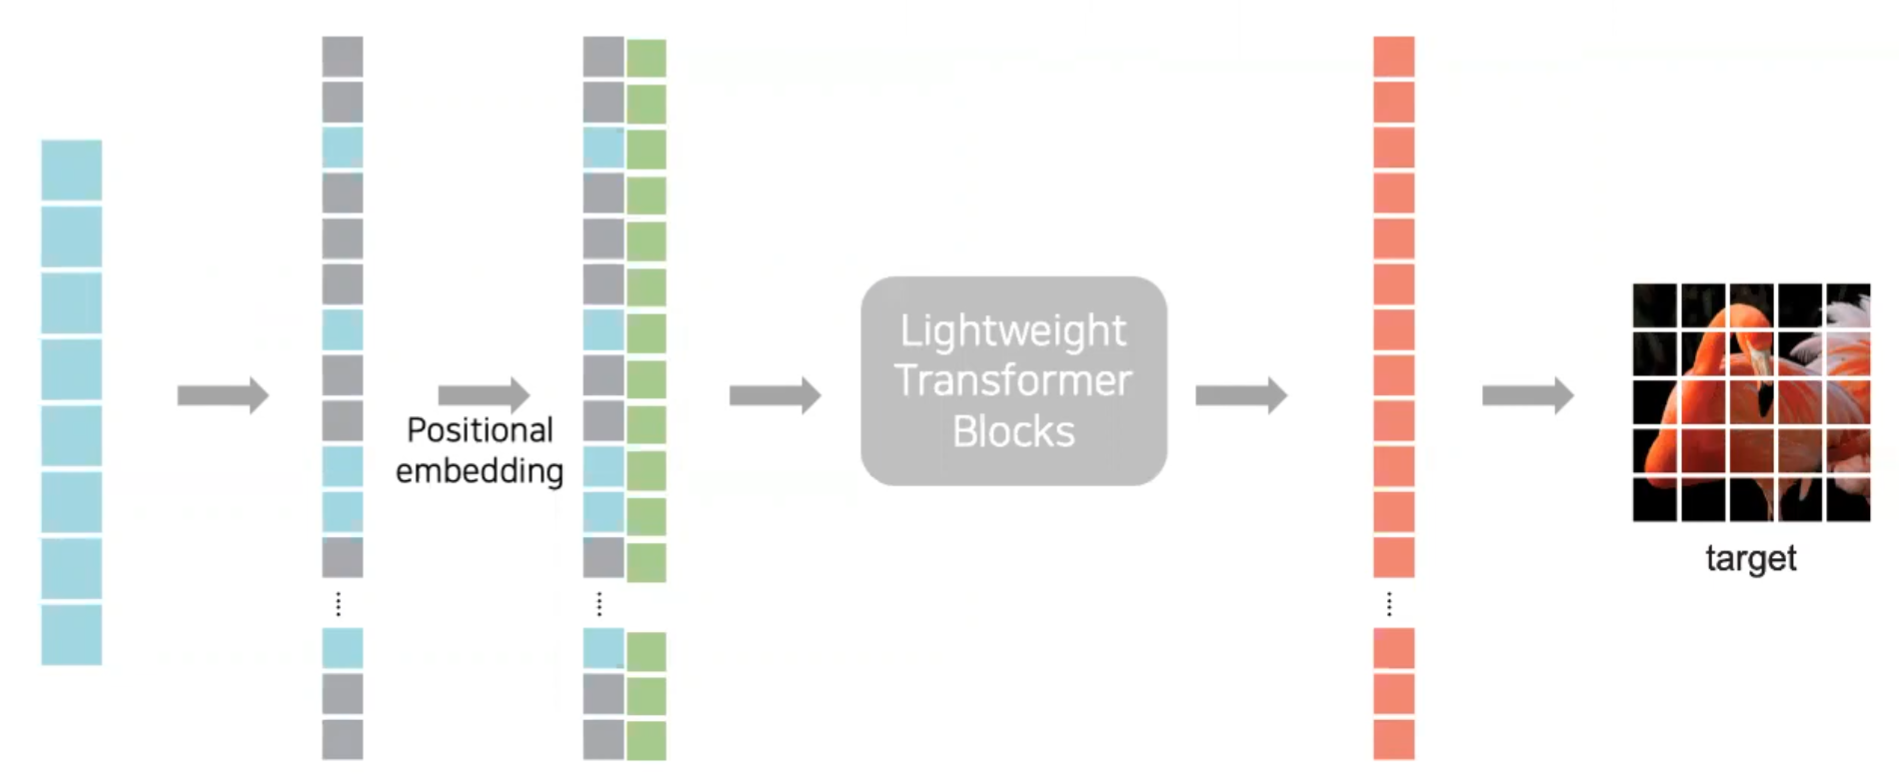 Positional
embedding
Lightweight
Transformer
Blocks
target